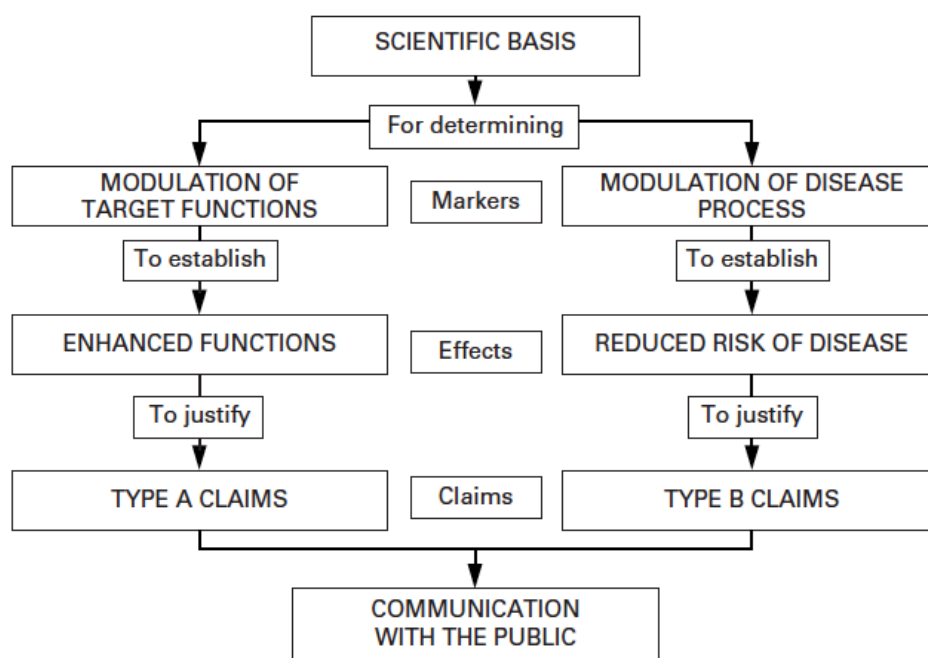 SCIENTIFIC BASIS
For determining
MODULATION OF
TARGET FUNCTIONS
Markers
MODULATION OF DISEASE
PROCESS
To establish
To establish
ENHANCED FUNCTIONS
Effects
REDUCED RISK OF DISEASE
To justify
To justify
TYPE A CLAIMS
Claims
TYPE B CLAIMS
COMMUNICATION
WITH THE PUBLIC